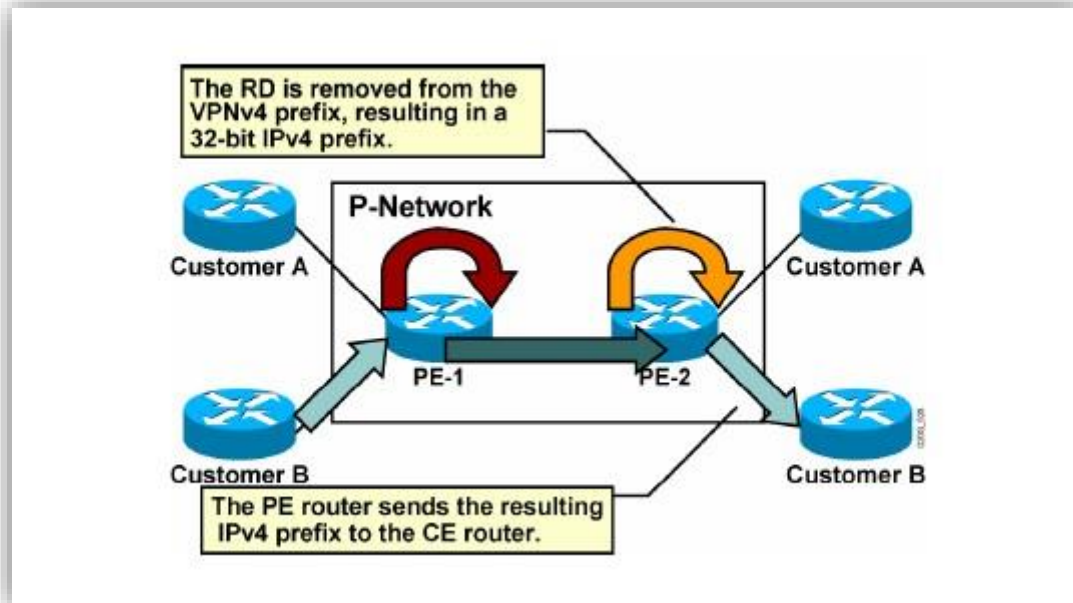 The RD is removed from the
VPNv4 prefix, resulting in a
32-bit IPv4 prefix.
P-Network
Customer A
Customer A
PE-1
PE-2
Customer B
Customer B
The PE router sends the resulting
IPv4 prefix to the CE router.